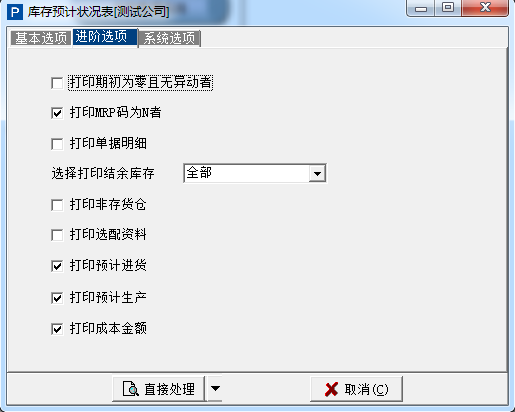 库存预计状况表[测试公司]
基本选项 进阶选项 系统选项
打印期初为零且无异动者
打印MRP码为N者
打印单据明细
选择打印结余库存 全部
打印非存货仓
打印选配资料
打印预计进货
打印预计生产
打印成本金额
直接处理 取消(C)